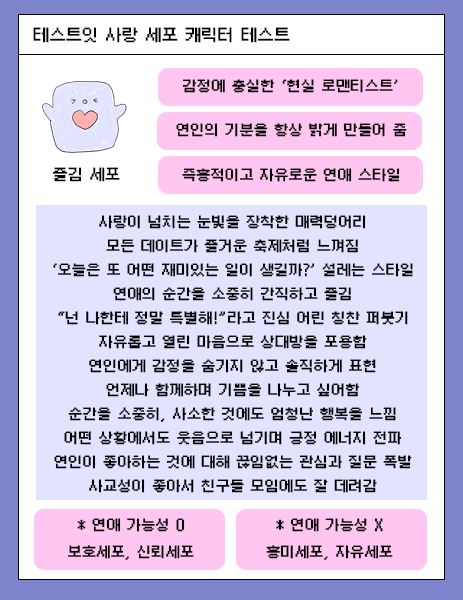 테스트잇 사랑 세포 캐릭터 테스트
감정에 충실한 ‘현실 로맨티스트’
연인의 기분을 항상 밝게 만들어 줌
즐김 세포
즉흥적이고 자유로운 연애 스타일
사랑이 넘치는 눈빛을 장착한 매력덩어리
모든 데이트가 즐거운 축제처럼 느껴짐
‘오늘은 또 어떤 재미있는 일이 생길까?’ 설레는 스타일
연애의 순간을 소중히 간직하고 즐김
“넌 나한테 정말 특별해!”라고 진심 어린 칭찬 퍼붓기
자유롭고 열린 마음으로 상대방을 포용함
연인에게 감정을 숨기지 않고 솔직하게 표현
언제나 함께하며 기쁨을 나누고 싶어함
순간을 소중히, 사소한 것에도 엄청난 행복을 느낌
어떤 상황에서도 웃음으로 넘기며 긍정 에너지 전파
연인이 좋아하는 것에 대해 끊임없는 관심과 질문 폭발
사교성이 좋아서 친구들 모임에도 잘 데려감
* 연애 가능성 O
보호세포, 신뢰세포
* 연애 가능성 X
흥미세포, 자유세포